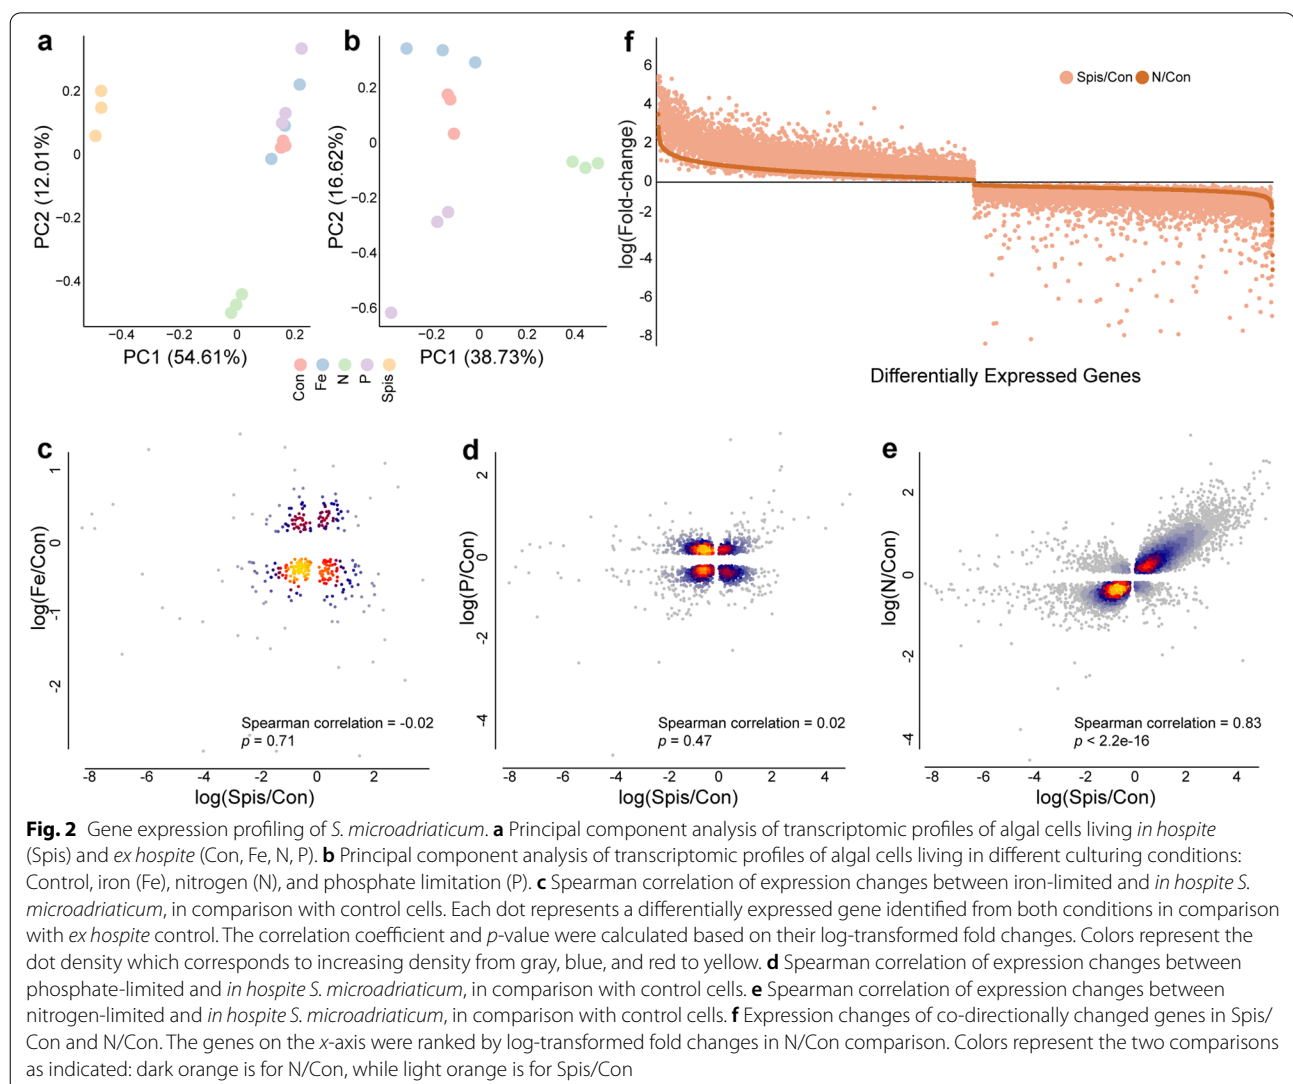 a
0.2
0
−0.2
−0.4
PC2 (12.01%)
−0.4
−0.2
0
0.2
PC1 (54.61%)
b
0.2
0
−0.2
−0.4
−0.6
PC2 (16.62%)
−0.2
0
0.2
0.4
0.6
PC1 (38.73%)
Con
Fe
N
P
Spis
f
6
4
2
0
-2
-4
-6
-8
log(Fold-change)
Spis/Con
N/Con
Differentially Expressed Genes
c
1
0
-1
-2
log(Fe/Con)
Spearman correlation = -0.02
p = 0.71
-8
-6
-4
-2
0
2
log(Spis/Con)
d
2
0
-2
-4
log(P/Con)
Spearman correlation = 0.02
p = 0.47
-8
-6
-4
-2
0
2
4
log(Spis/Con)
e
2
0
-2
-4
log(N/Con)
Spearman correlation = 0.83
p < 2.2e-16
-8
-6
-4
-2
0
2
4
log(Spis/Con)
Fig. 2 Gene expression profiling of S. microadriaticum. a Principal component analysis of transcriptomic profiles of algal cells living in hospite
(Spis) and ex hospite (Con, Fe, N, P). b Principal component analysis of transcriptomic profiles of algal cells living in different culturing conditions:
Control, iron (Fe), nitrogen (N), and phosphate limitation (P). c Spearman correlation of expression changes between iron-limited and in hospite S.
microadriaticum, in comparison with control cells. Each dot represents a differentially expressed gene identified from both conditions in comparison
with ex hospite control. The correlation coefficient and p-value were calculated based on their log-transformed fold changes. Colors represent the
dot density which corresponds to increasing density from gray, blue, and red to yellow. d Spearman correlation of expression changes between
phosphate-limited and in hospite S. microadriaticum, in comparison with control cells. e Spearman correlation of expression changes between
nitrogen-limited and in hospite S. microadriaticum, in comparison with control cells. f Expression changes of co-directionally changed genes in Spis/
Con and N/Con. The genes on the x-axis were ranked by log-transformed fold changes in N/Con comparison. Colors represent the two comparisons
as indicated: dark orange is for N/Con, while light orange is for Spis/Con